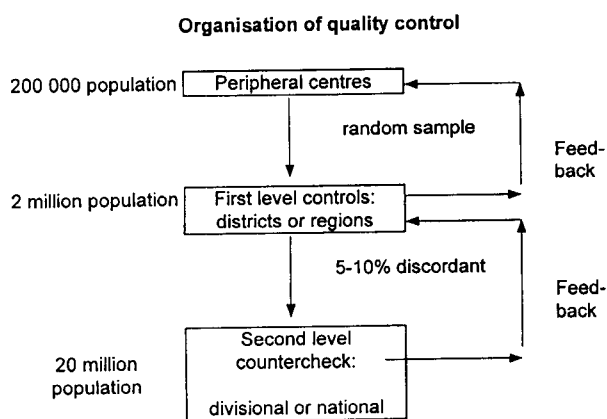 Organisation of quality control
200 000 population
Peripheral centres
random sample
Feed-
back
2 million population
First level controls:
districts or regions
5-10% discordant
Feed-
back
20 million
population
Second level
countercheck:
divisional or national